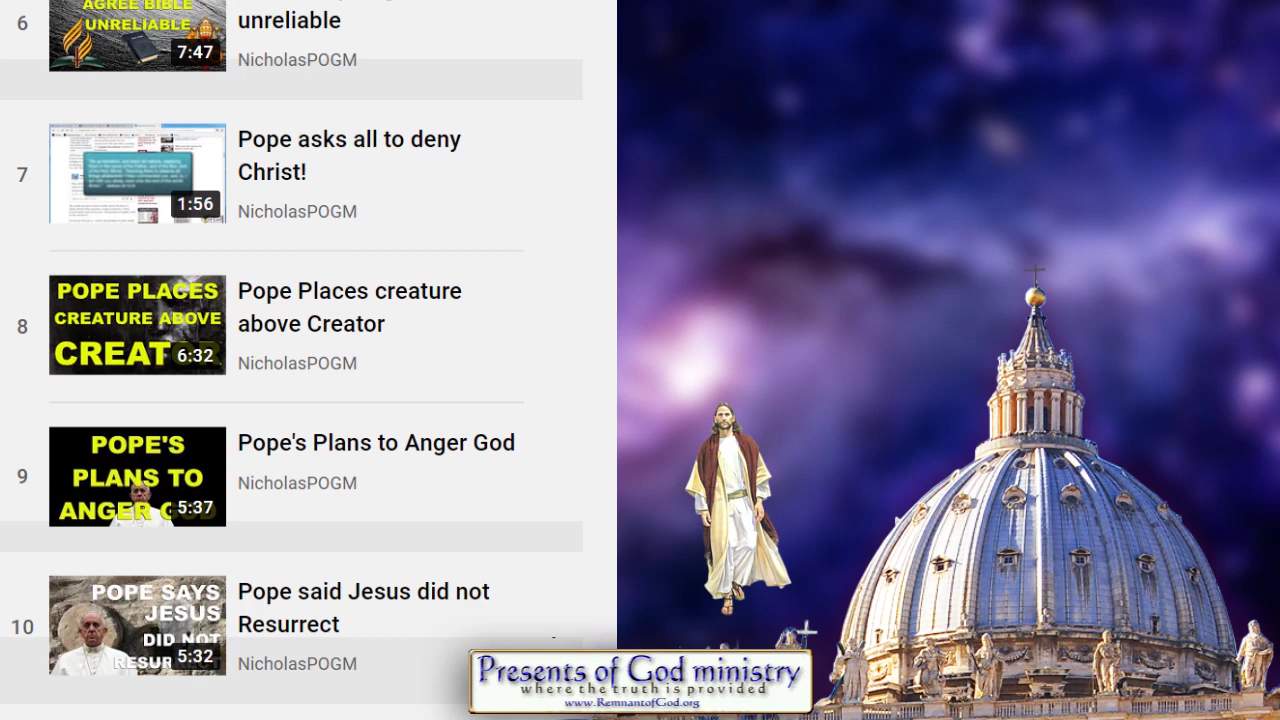 6
AGREE BIBLE
UNRELIABLE
7:47
unreliable
NicholasPOGM
7
1:56
Pope asks all to deny
Christ!
NicholasPOGM
8
POPE PLACES
CREATURE ABOVE
CREATOR
6:32
Pope Places creature
above Creator
NicholasPOGM
9
POPE'S
PLANS TO
ANGER GOD
5:37
Pope's Plans to Anger God
NicholasPOGM
10
POPE SAYS
JESUS
DID NOT
5:32
Pope said Jesus did not
Resurrect
NicholasPOGM
Presents of God ministry
where the truth is provided
www.RemnantofGod.org